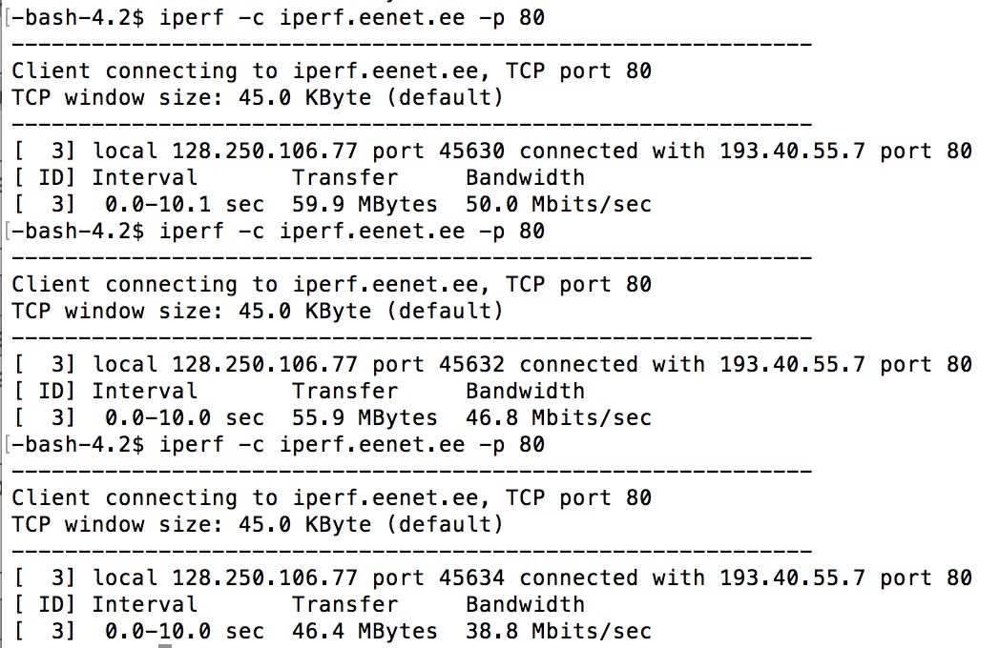 [-bash-4.2$ iperf -c iperf.eenet.ee -p 80
------------------------------------------------------------
Client connecting to iperf.eenet.ee, TCP port 80
TCP window size: 45.0 KByte (default)
------------------------------------------------------------
[  3] local 128.250.106.77 port 45630 connected with 193.40.55.7 port 80
[ ID] Interval       Transfer     Bandwidth
[  3]  0.0-10.1 sec  59.9 MBytes  50.0 Mbits/sec
[-bash-4.2$ iperf -c iperf.eenet.ee -p 80
------------------------------------------------------------
Client connecting to iperf.eenet.ee, TCP port 80
TCP window size: 45.0 KByte (default)
------------------------------------------------------------
[  3] local 128.250.106.77 port 45632 connected with 193.40.55.7 port 80
[ ID] Interval       Transfer     Bandwidth
[  3]  0.0-10.0 sec  55.9 MBytes  46.8 Mbits/sec
[-bash-4.2$ iperf -c iperf.eenet.ee -p 80
------------------------------------------------------------
Client connecting to iperf.eenet.ee, TCP port 80
TCP window size: 45.0 KByte (default)
------------------------------------------------------------
[  3] local 128.250.106.77 port 45634 connected with 193.40.55.7 port 80
[ ID] Interval       Transfer     Bandwidth
[  3]  0.0-10.0 sec  46.4 MBytes  38.8 Mbits/sec